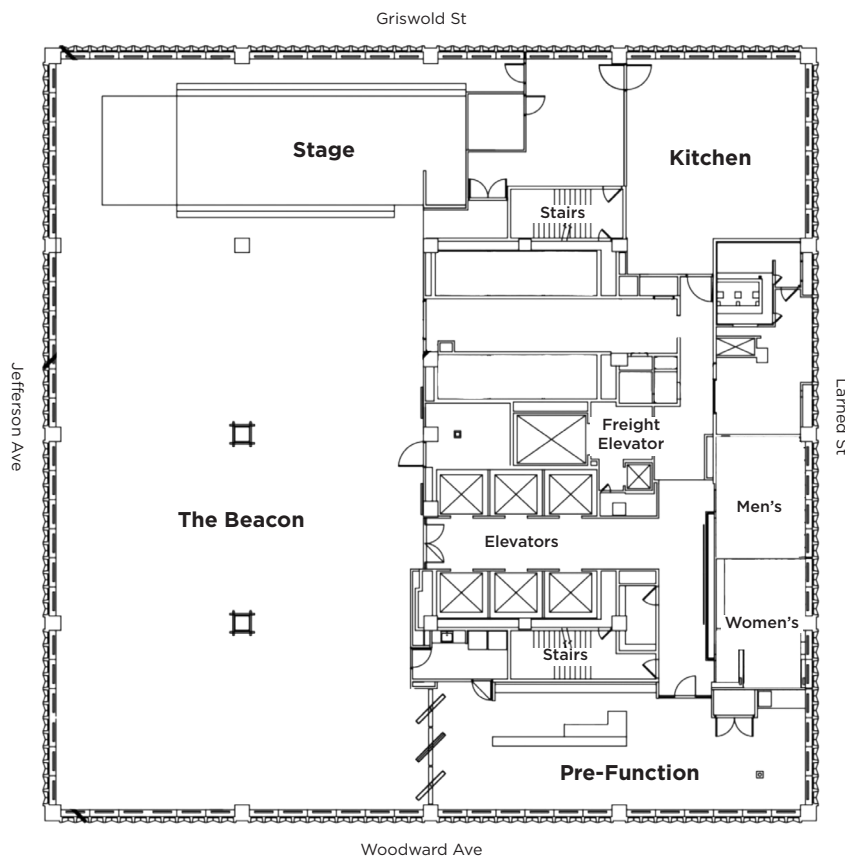 Griswold St
Stage
Kitchen
Stairs
Jefferson Ave
Larned St
Freight
Elevator
The Beacon
Men's
Elevators
Women's
Stairs
Pre-Function
Woodward Ave